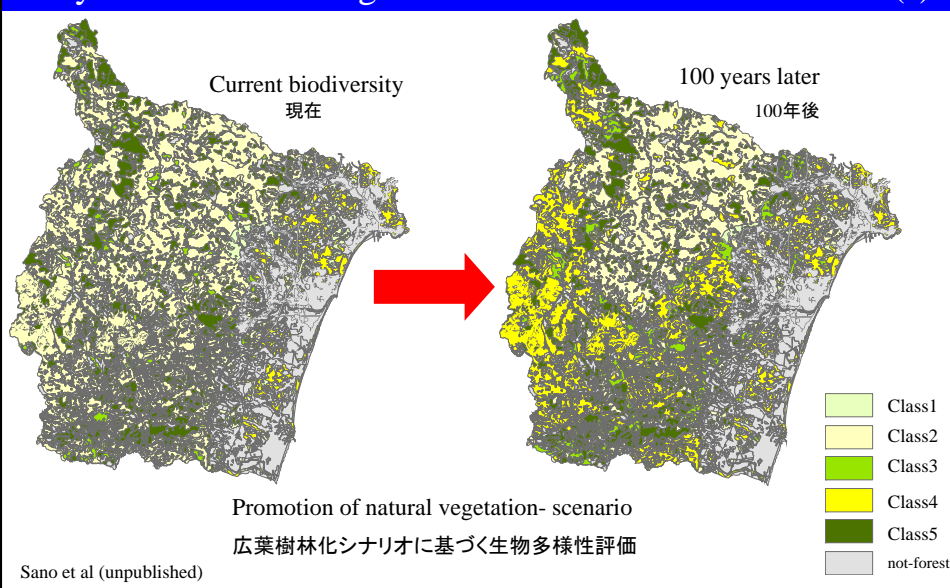 Current biodiversity
現在
100 years later
100年後
Promotion of natural vegetation- scenario
広葉樹林化シナリオに基づく生物多様性評価
Sano et al (unpublished)
Class1
Class2
Class3
Class4
Class5
not-forest